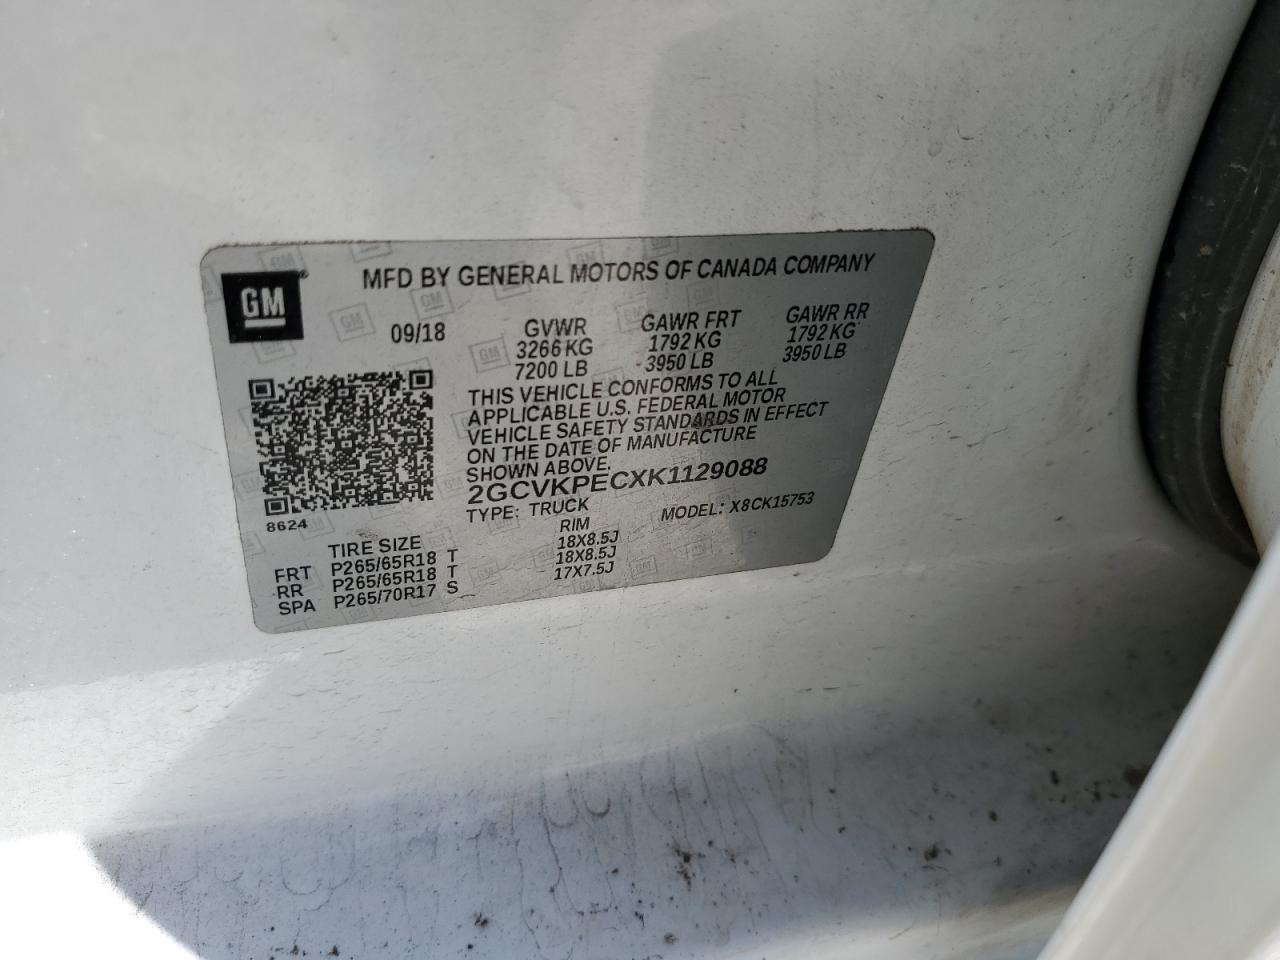 GM
MFD BY GENERAL MOTORS OF CANADA COMPANY
09/18 GVWR GAWR FRT GAWR RR
3266 KG 1792 KG 1792 KG
7200 LB 3950 LB 3950 LB
THIS VEHICLE CONFORMS TO ALL
APPLICABLE U.S. FEDERAL MOTOR
VEHICLE SAFETY STANDARDS IN EFFECT
ON THE DATE OF MANUFACTURE
SHOWN ABOVE.
2GCVKPECXK1129088
TYPE: TRUCK MODEL: X8CK15753
8624
TIRE SIZE RIM
FRT P265/65R18 T 18X8.5J
RR P265/65R18 T 18X8.5J
SPA P265/70R17 S 17X7.5J